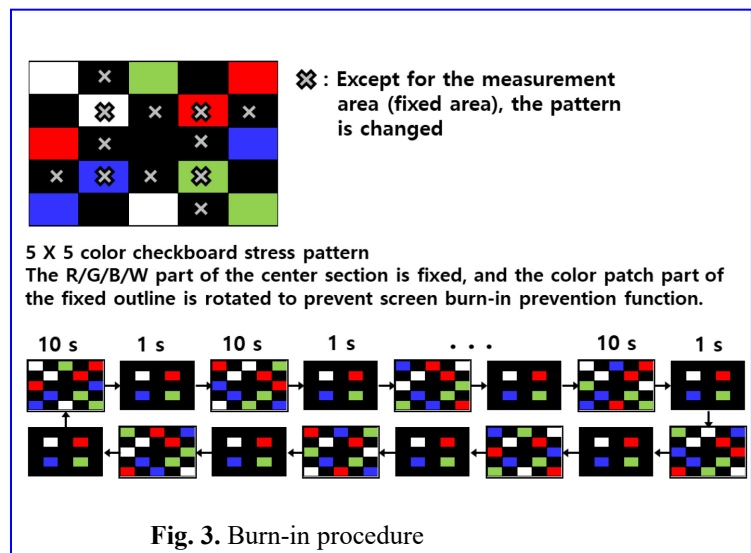 : Except for the measurement
area (fixed area), the pattern
is changed
5 X 5 color checkboard stress pattern
The R/G/B/W part of the center section is fixed, and the color patch part of
the fixed outline is rotated to prevent screen burn-in prevention function.
10 s 1 s 10 s 1 s . . . 10 s 1 s
Fig. 3. Burn-in procedure